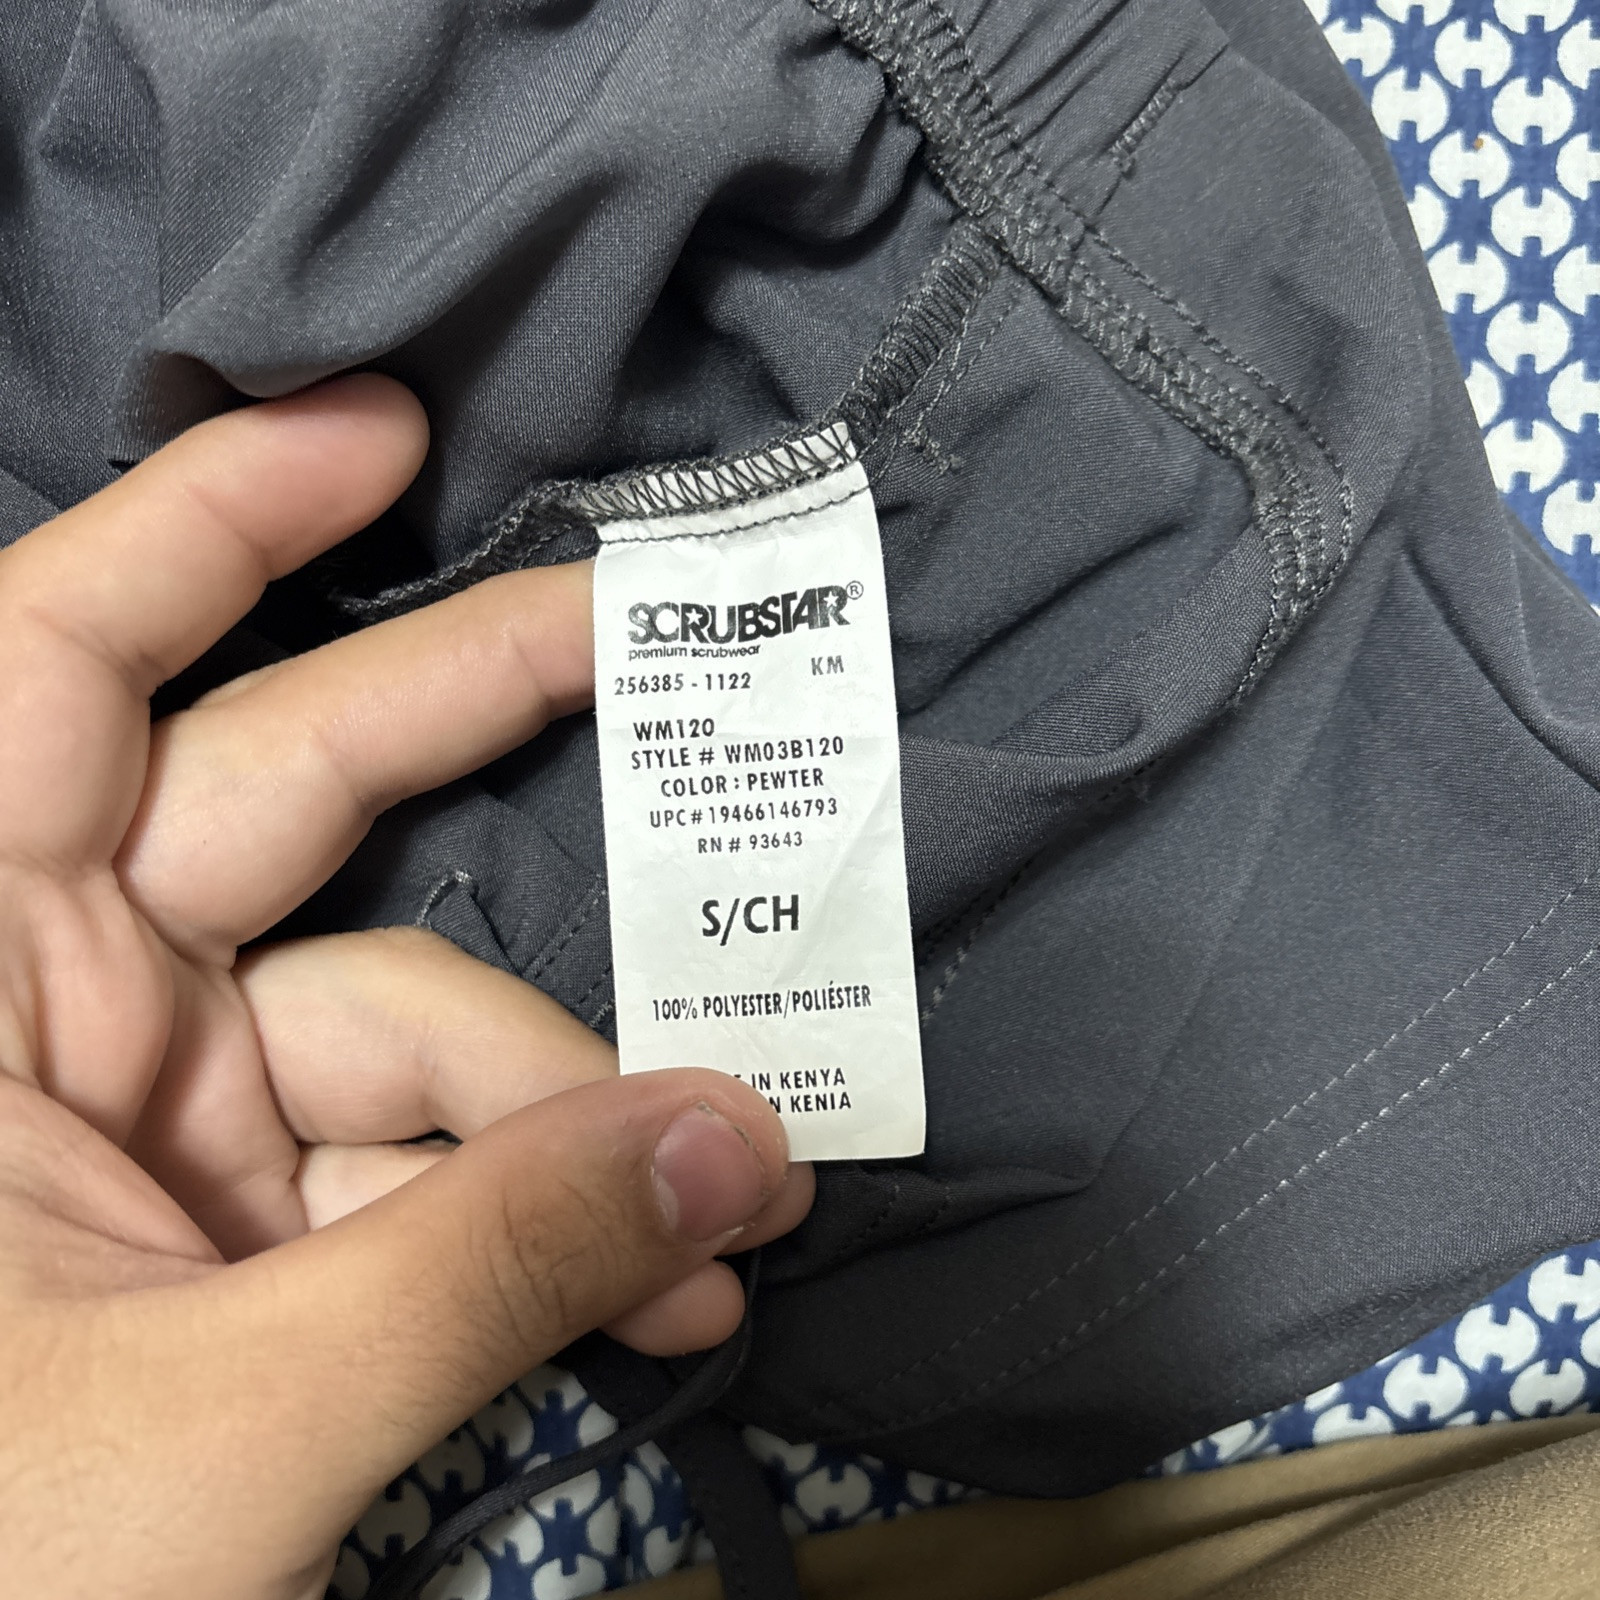 SCRUBSTAR®
premium scrubwear
KM
256385 - 1122
WM120
STYLE # WM03B120
COLOR : PEWTER
UPC # 19466146793
RN # 93643
S/CH
100% POLYESTER/POLIÉSTER
IN KENYA
KENIA